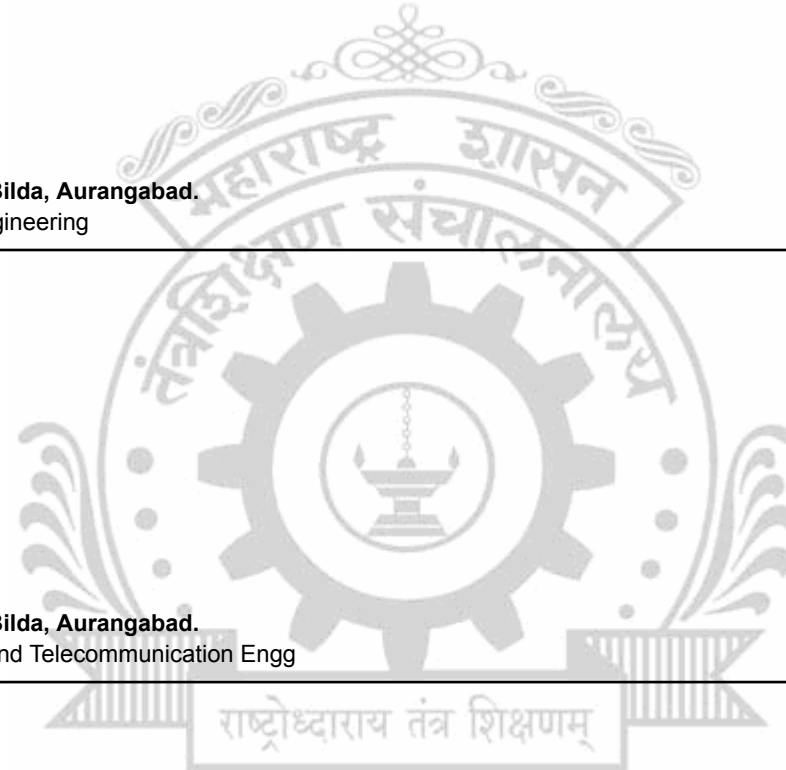 महाराष्ट्र शासन
Bilda, Aurangabad.
gineering
तंत्रशिक्षण संचालनालय
Bilda, Aurangabad.
nd Telecommunication Engg
राष्ट्रोध्दाराय तंत्र शिक्षणम्